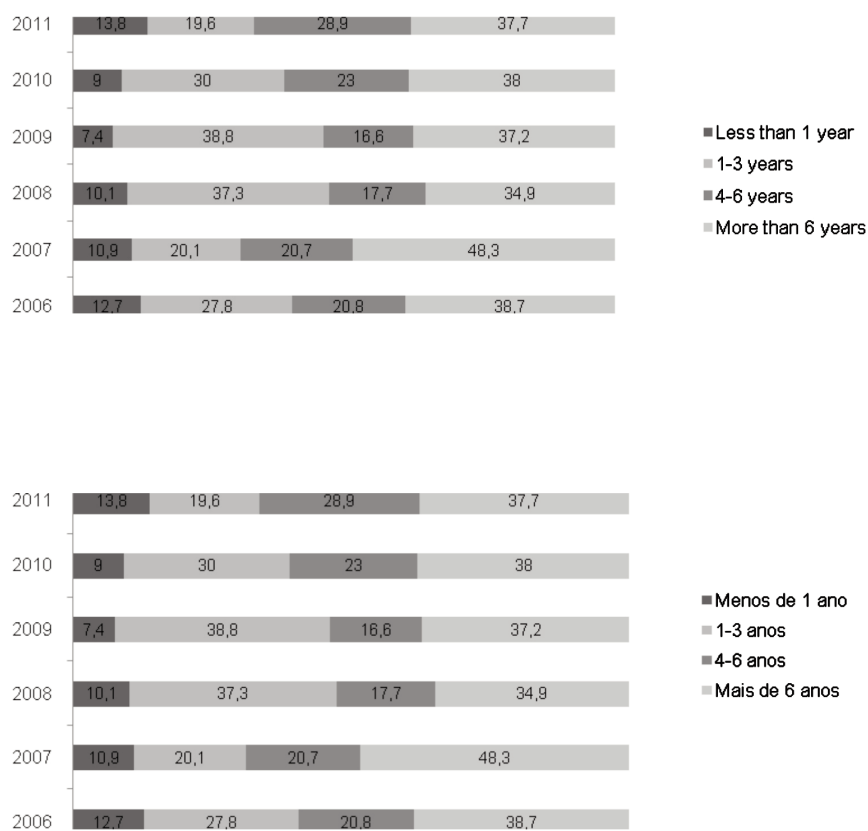 2011 13,8 19,6 28,9 37,7
2010 9 30 23 38
2009 7,4 38,8 16,6 37,2
2008 10,1 37,3 17,7 34,9
2007 10,9 20,1 20,7 48,3
2006 12,7 27,8 20,8 38,7
Less than 1 year
1-3 years
4-6 years
More than 6 years
2011 13,8 19,6 28,9 37,7
2010 9 30 23 38
2009 7,4 38,8 16,6 37,2
2008 10,1 37,3 17,7 34,9
2007 10,9 20,1 20,7 48,3
2006 12,7 27,8 20,8 38,7
Menos de 1 ano
1-3 anos
4-6 anos
Mais de 6 anos